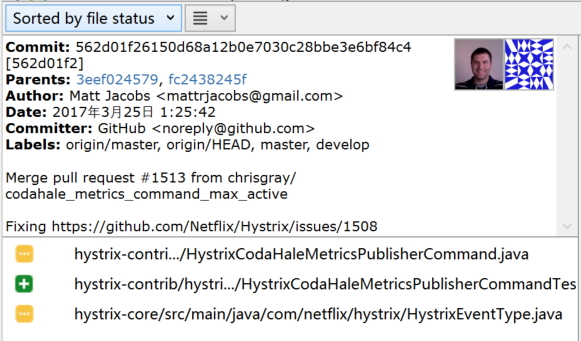 Sorted by file status
Commit: 562d01f26150d68a12b0e7030c28bbe3e6bf84c4
[562d01f2]
Parents: 3eef024579, fc2438245f
Author: Matt Jacobs <mattrjacobs@gmail.com>
Date: 2017年3月25日 1:25:42
Committer: GitHub <noreply@github.com>
Labels: origin/master, origin/HEAD, master, develop
Merge pull request #1513 from chrisgray/
codahale_metrics_command_max_active
Fixing https://github.com/Netflix/Hystrix/issues/1508
hystrix-contri.../HystrixCodaHaleMetricsPublisherCommand.java
hystrix-contrib/hystri.../HystrixCodaHaleMetricsPublisherCommandTes
hystrix-core/src/main/java/com/netflix/hystrix/HystrixEventType.java